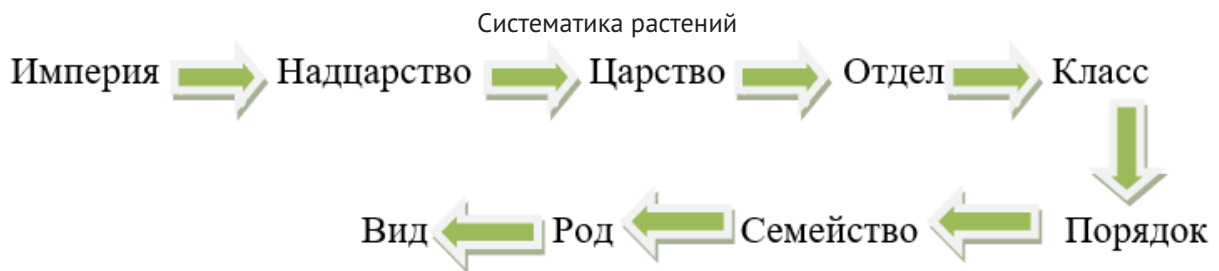 Систематика растений
Империя Надцарство Царство Отдел Класс
Вид Род Семейство Порядок